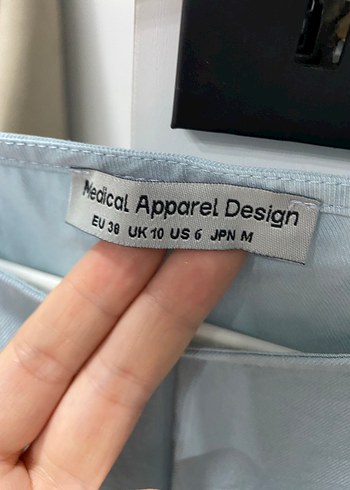 Medical Apparel Design
EU 38 UK 10 US 6 JPN M